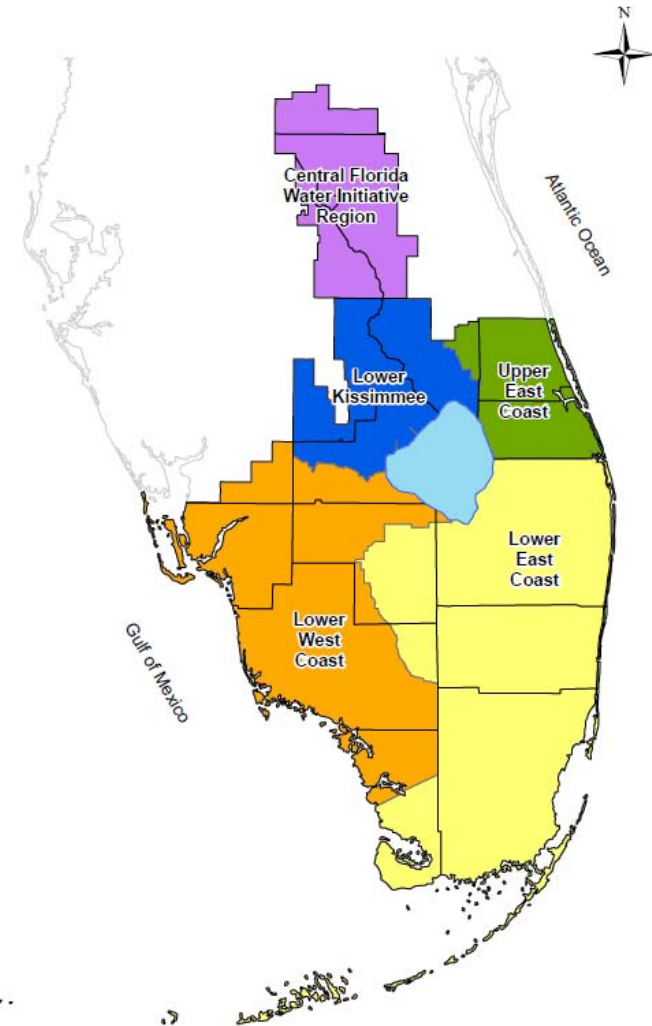 N
Central Florida
Water Initiative
Region
Atlantic Ocean
Lower
Kissimmee
Upper
East
Coast
Lower
East
Coast
Lower
West
Coast
Gulf of Mexico